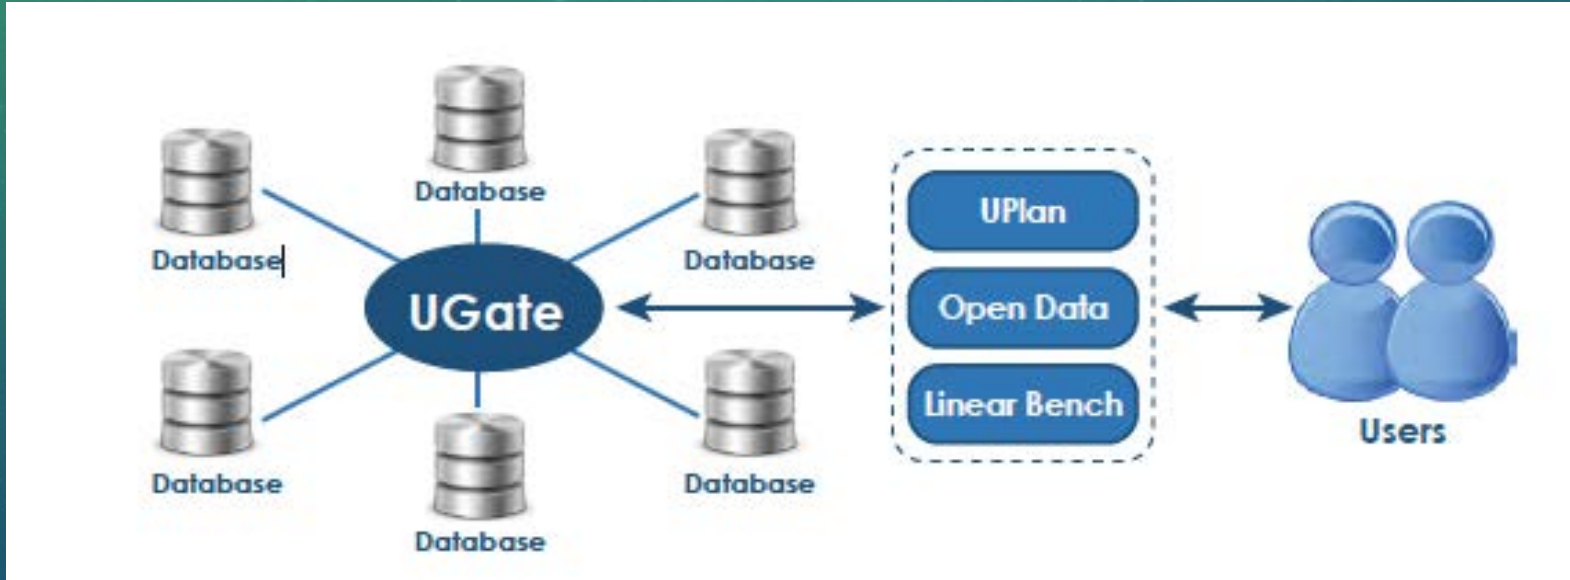 Database
Database
Database
UGate
Database
Database
Database
UPlan
Open Data
Linear Bench
Users